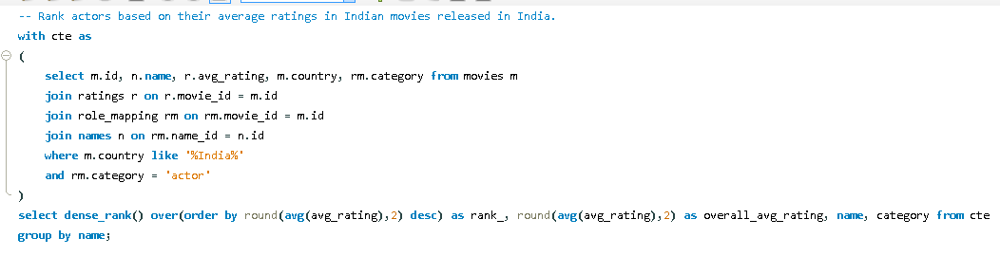 -- Rank actors based on their average ratings in Indian movies released in India.
with cte as
(
select m.id, n.name, r.avg_rating, m.country, rm.category from movies m
join ratings r on r.movie_id = m.id
join role_mapping rm on rm.movie_id = m.id
join names n on rm.name_id = n.id
where m.country like '%India%'
and rm.category = 'actor'
)
select dense_rank() over(order by round(avg(avg_rating),2) desc) as rank_, round(avg(avg_rating),2) as overall_avg_rating, name, category from cte
group by name;